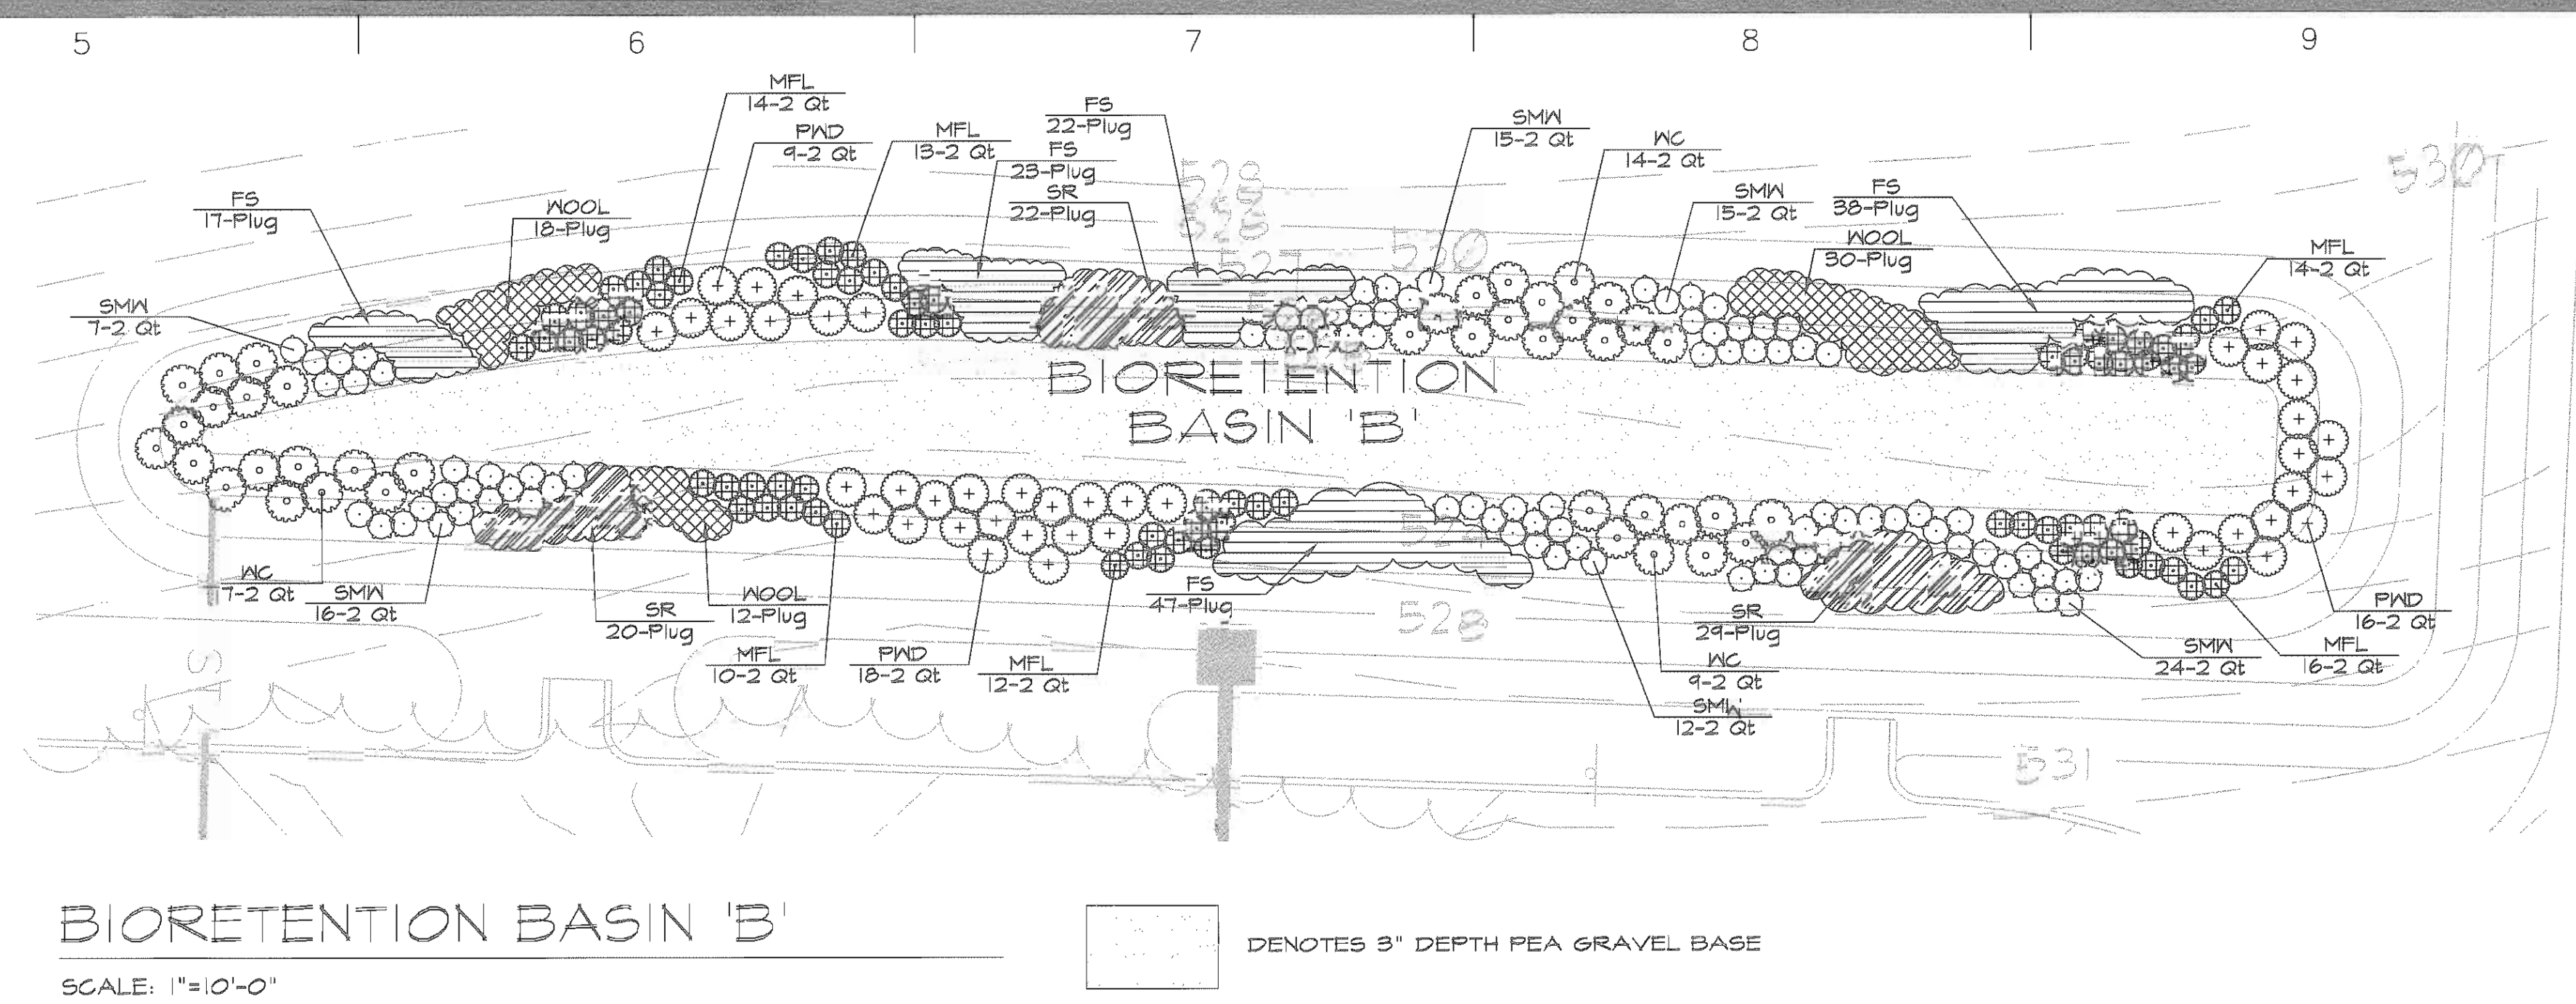 5 6 7 8 9
MFL
14-2 Qt
PWD
9-2 Qt
MFL
13-2 Qt
FS
22-Plug
FS
23-Plug
SR
22-Plug
SMW
15-2 Qt
WC
14-2 Qt
SMW
15-2 Qt
FS
38-Plug
WOOL
30-Plug
MFL
14-2 Qt
FS
17-Plug
WOOL
18-Plug
SMW
7-2 Qt
528
528
527
530
530
BIORETENTION
BASIN 'B'
WC
17-2 Qt
SMW
16-2 Qt
SR
20-Plug
WOOL
12-Plug
MFL
10-2 Qt
PWD
18-2 Qt
MFL
12-2 Qt
FS
47-Plug
528
SR
29-Plug
WC
9-2 Qt
SMW
12-2 Qt
PWD
16-2 Qt
MFL
16-2 Qt
SMW
24-2 Qt
531
BIORETENTION BASIN 'B'
SCALE: 1"=10'-0"
DENOTES 3" DEPTH PEA GRAVEL BASE